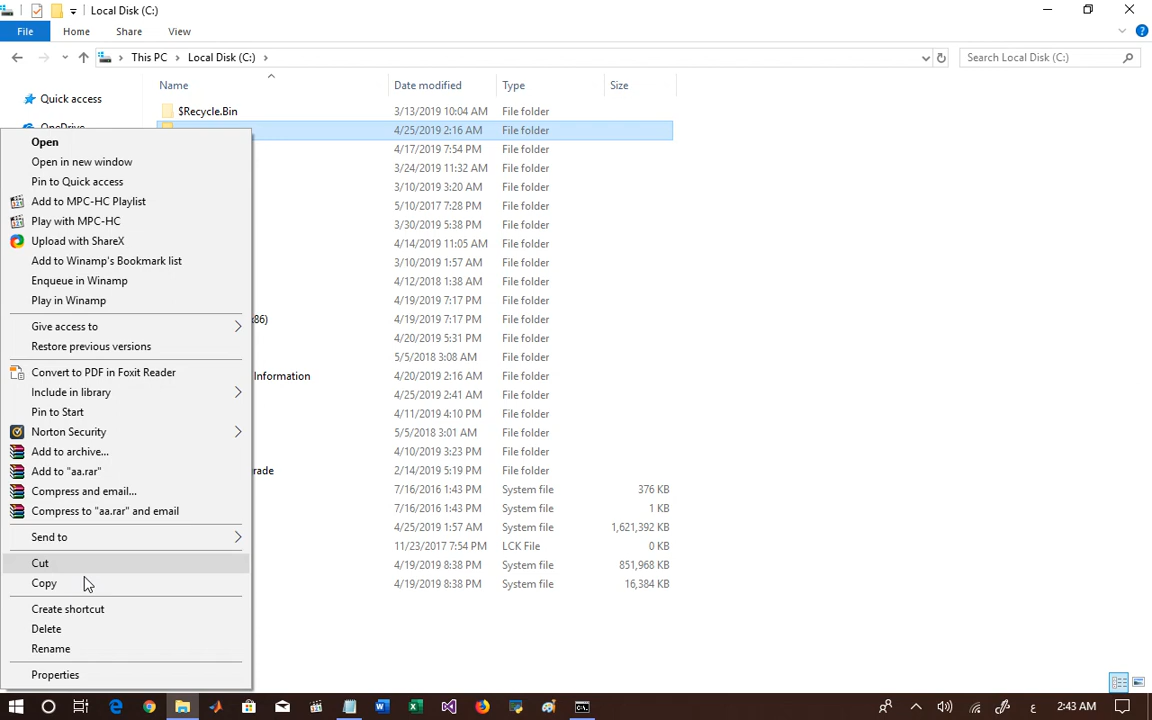 Local Disk (C:)
File Home Share View
This PC Local Disk (C:) Search Local Disk (C:)
Name Date modified Type Size
Quick access
$Recycle.Bin 3/13/2019 10:04 AM File folder
OneDrive
4/25/2019 2:16 AM File folder
4/17/2019 7:54 PM File folder
3/24/2019 11:32 AM File folder
3/10/2019 3:20 AM File folder
5/10/2017 7:28 PM File folder
3/30/2019 5:38 PM File folder
4/14/2019 11:05 AM File folder
3/10/2019 1:57 AM File folder
4/12/2018 1:38 AM File folder
4/19/2019 7:17 PM File folder
x86) 4/19/2019 7:17 PM File folder
4/20/2019 5:31 PM File folder
5/5/2018 3:08 AM File folder
Information 4/20/2019 2:16 AM File folder
4/25/2019 2:41 AM File folder
4/11/2019 4:10 PM File folder
5/5/2018 3:01 AM File folder
4/10/2019 3:23 PM File folder
rade 2/14/2019 5:19 PM File folder
7/16/2016 1:43 PM System file 376 KB
7/16/2016 1:43 PM System file 1 KB
4/25/2019 1:57 AM System file 1,621,392 KB
11/23/2017 7:54 PM LCK File 0 KB
4/19/2019 8:38 PM System file 851,968 KB
4/19/2019 8:38 PM System file 16,384 KB
Open
Open in new window
Pin to Quick access
Add to MPC-HC Playlist
Play with MPC-HC
Upload with ShareX
Add to Winamp's Bookmark list
Enqueue in Winamp
Play in Winamp
Give access to
Restore previous versions
Convert to PDF in Foxit Reader
Include in library
Pin to Start
Norton Security
Add to archive...
Add to "aa.rar"
Compress and email...
Compress to "aa.rar" and email
Send to
Cut
Copy
Create shortcut
Delete
Rename
Properties
ع 2:43 AM